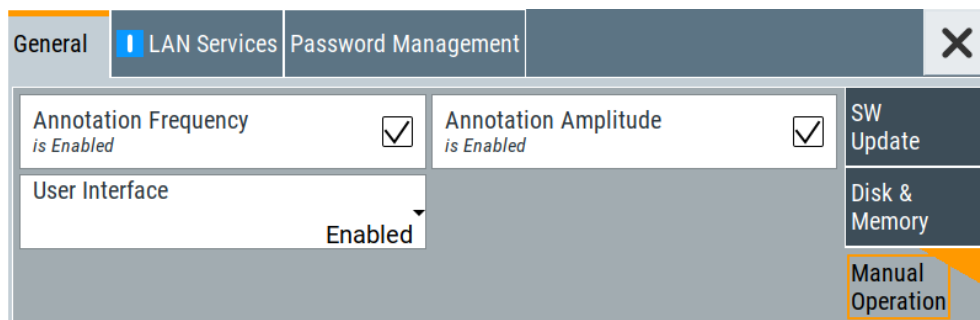 General
LAN Services
Password Management
Annotation Frequency
is Enabled
Annotation Amplitude
is Enabled
User Interface
Enabled
SW
Update
Disk &
Memory
Manual
Operation